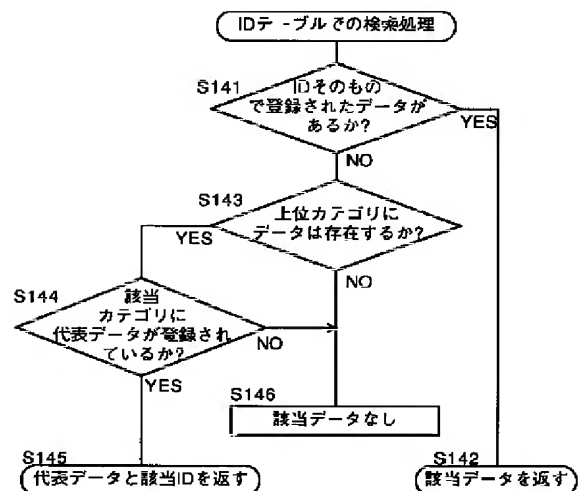 IDテーブルでの検索処理
S141
IDそのもの
で登録されたデータが
あるか?
YES
NO
S143
上位カテゴリに
データは存在するか?
YES
NO
S144
該当
カテゴリに
代表データが登録され
ているか?
NO
YES
S146
該当データなし
S145
代表データと該当IDを返す
S142
該当データを返す